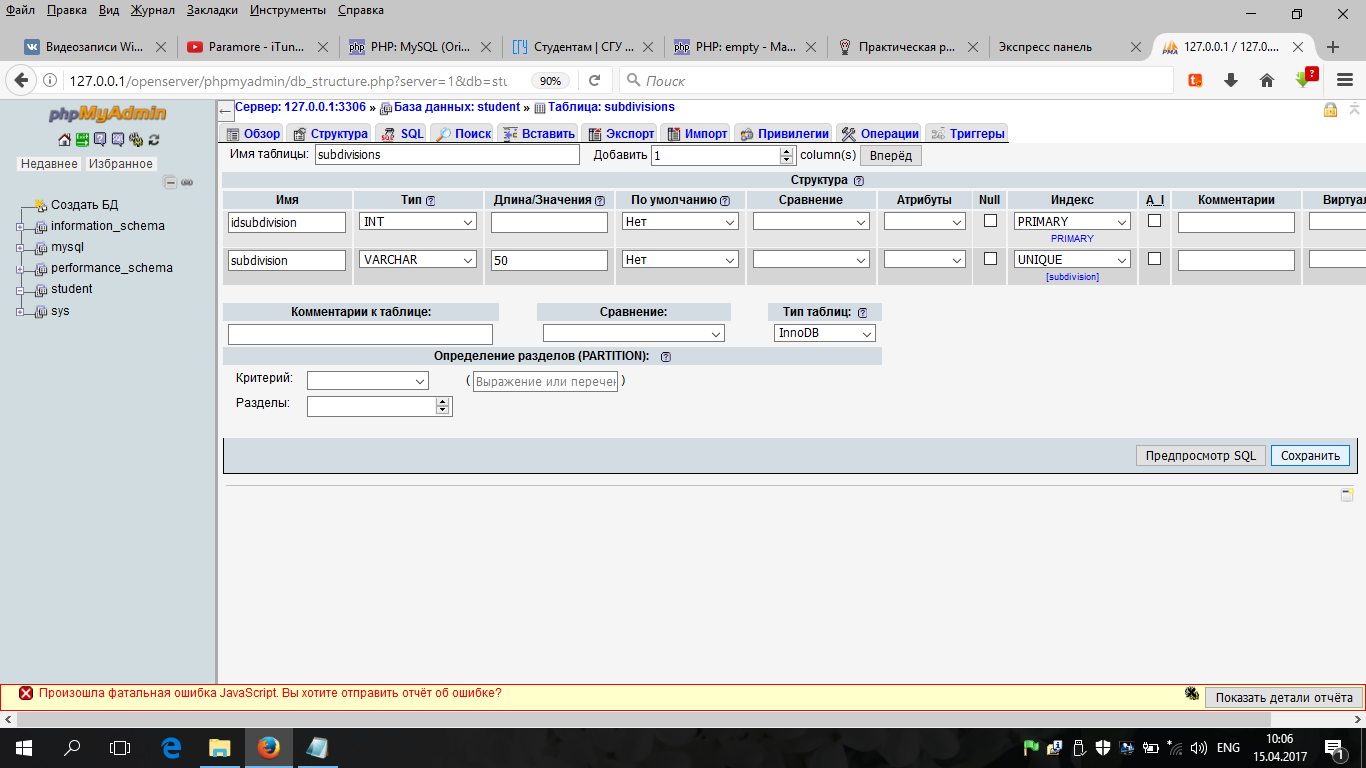 Файл Правка Вид Журнал Закладки Инструменты Справка
Видеозаписи Wi... Paramore - iTun... PHP: MySQL (Ori... Студентам | СГУ ... PHP: empty - Ma... Практическая р... Экспресс панель 127.0.0.1 / 127.0....
127.0.0.1/openserver/phpmyadmin/db_structure.php?server=1&db=stu 90% Поиск
phpMyAdmin
Недавнее Избранное
Создать БД
information_schema
mysql
performance_schema
student
sys
Сервер: 127.0.0.1:3306 » База данных: student » Таблица: subdivisions
Обзор Структура SQL Поиск Вставить Экспорт Импорт Привилегии Операции Триггеры
Имя таблицы: subdivisions Добавить 1 column(s) Вперёд
Структура
Имя Тип Длина/Значения По умолчанию Сравнение Атрибуты Null Индекс A_I Комментарии Виртуал
idsubdivision INT Нет PRIMARY
PRIMARY
subdivision VARCHAR 50 Нет UNIQUE
[subdivision]
Комментарии к таблице: Сравнение: Тип таблиц:
InnoDB
Определение разделов (PARTITION):
Критерий: ( Выражение или перечен )
Разделы:
Предпросмотр SQL Сохранить
Произошла фатальная ошибка JavaScript. Вы хотите отправить отчёт об ошибке? Показать детали отчёта
ENG 10:06
15.04.2017